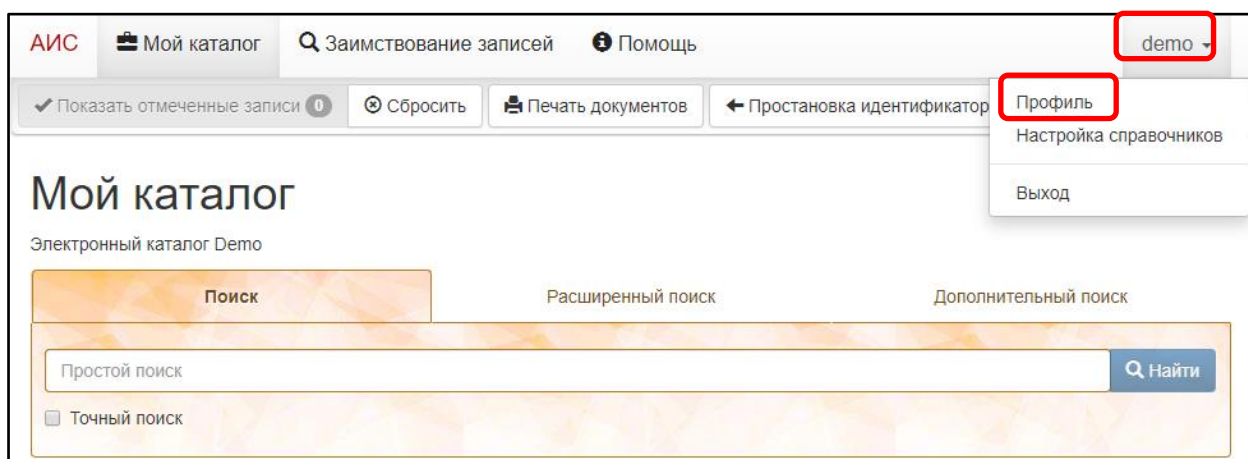 АИС Мой каталог Заимствование записей Помощь demo
Показать отмеченные записи 0 Сбросить Печать документов Простановка идентификатор
Профиль
Настройка справочников
Выход
Мой каталог
Электронный каталог Demo
Поиск Расширенный поиск Дополнительный поиск
Простой поиск Найти
Точный поиск